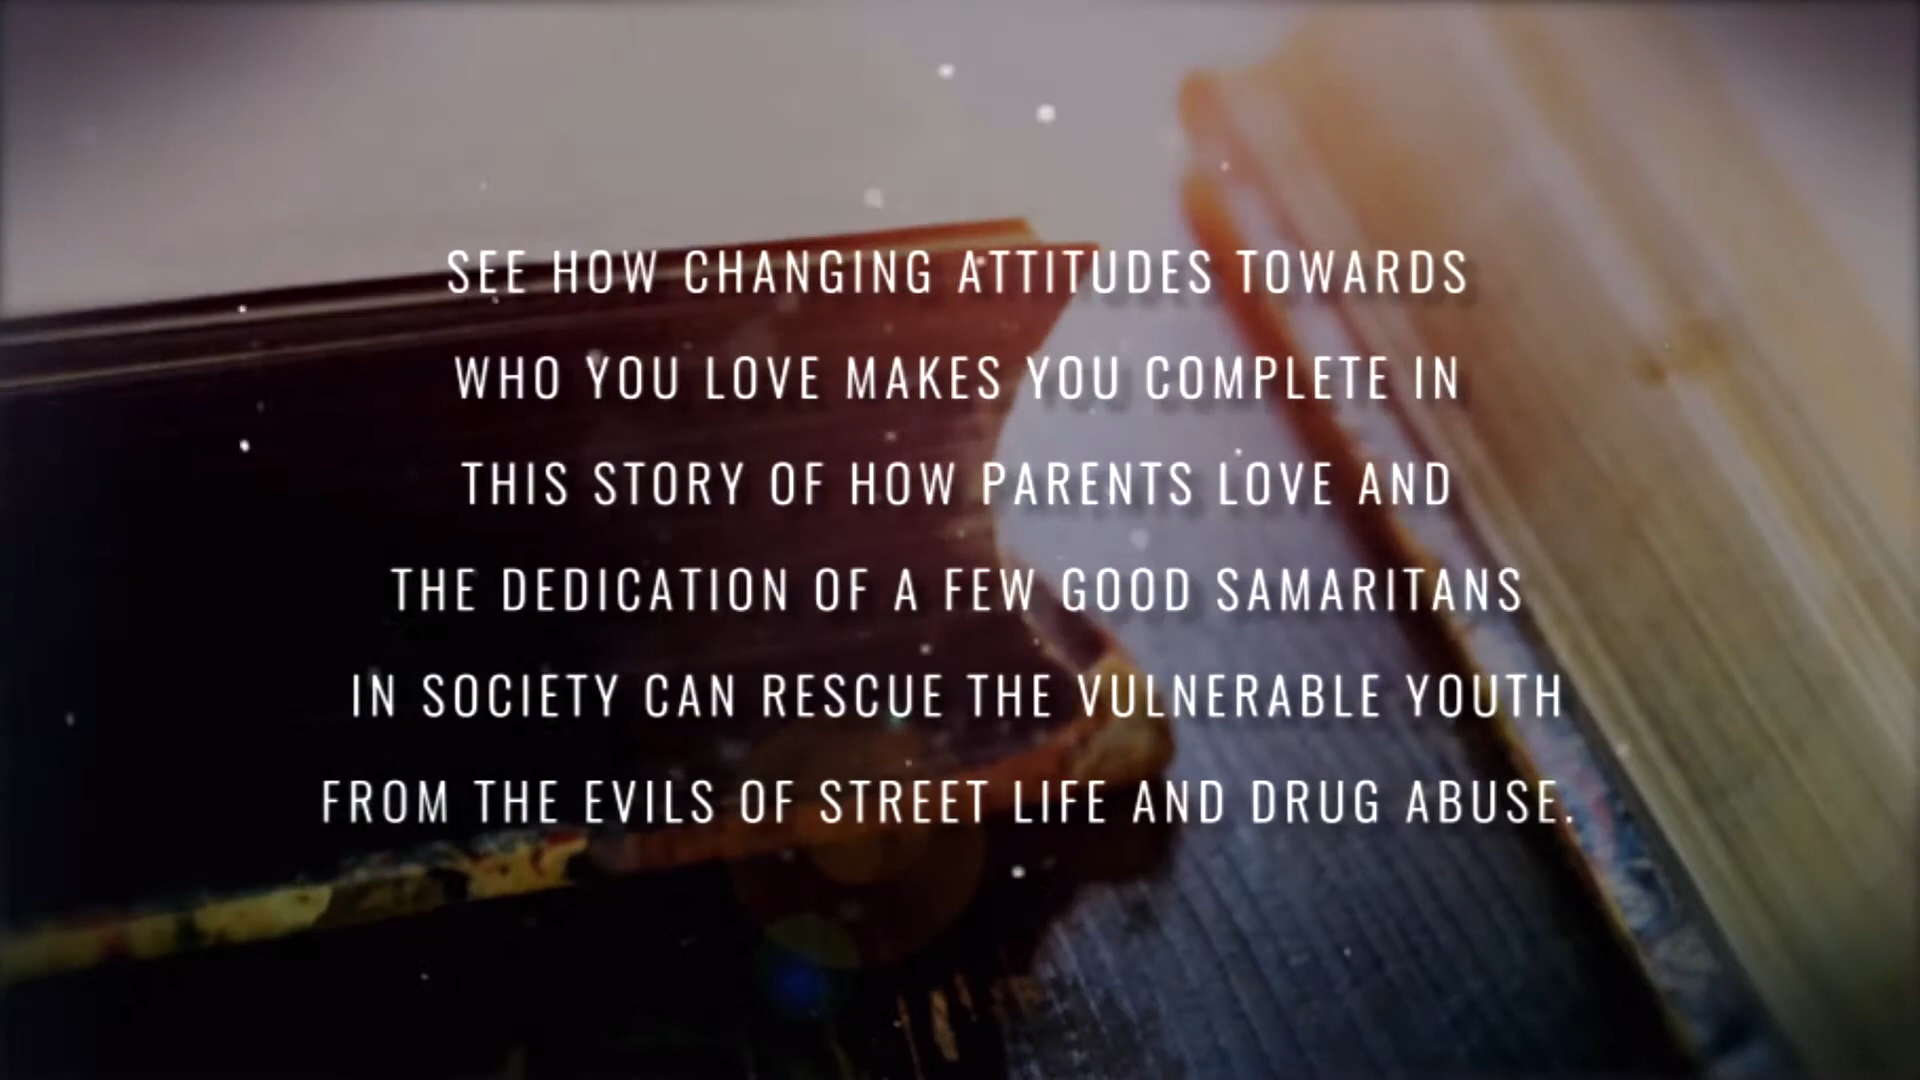 SEE HOW CHANGING ATTITUDES TOWARDS
WHO YOU LOVE MAKES YOU COMPLETE IN
THIS STORY OF HOW PARENTS LOVE AND
THE DEDICATION OF A FEW GOOD SAMARITANS
IN SOCIETY CAN RESCUE THE VULNERABLE YOUTH
FROM THE EVILS OF STREET LIFE AND DRUG ABUSE.